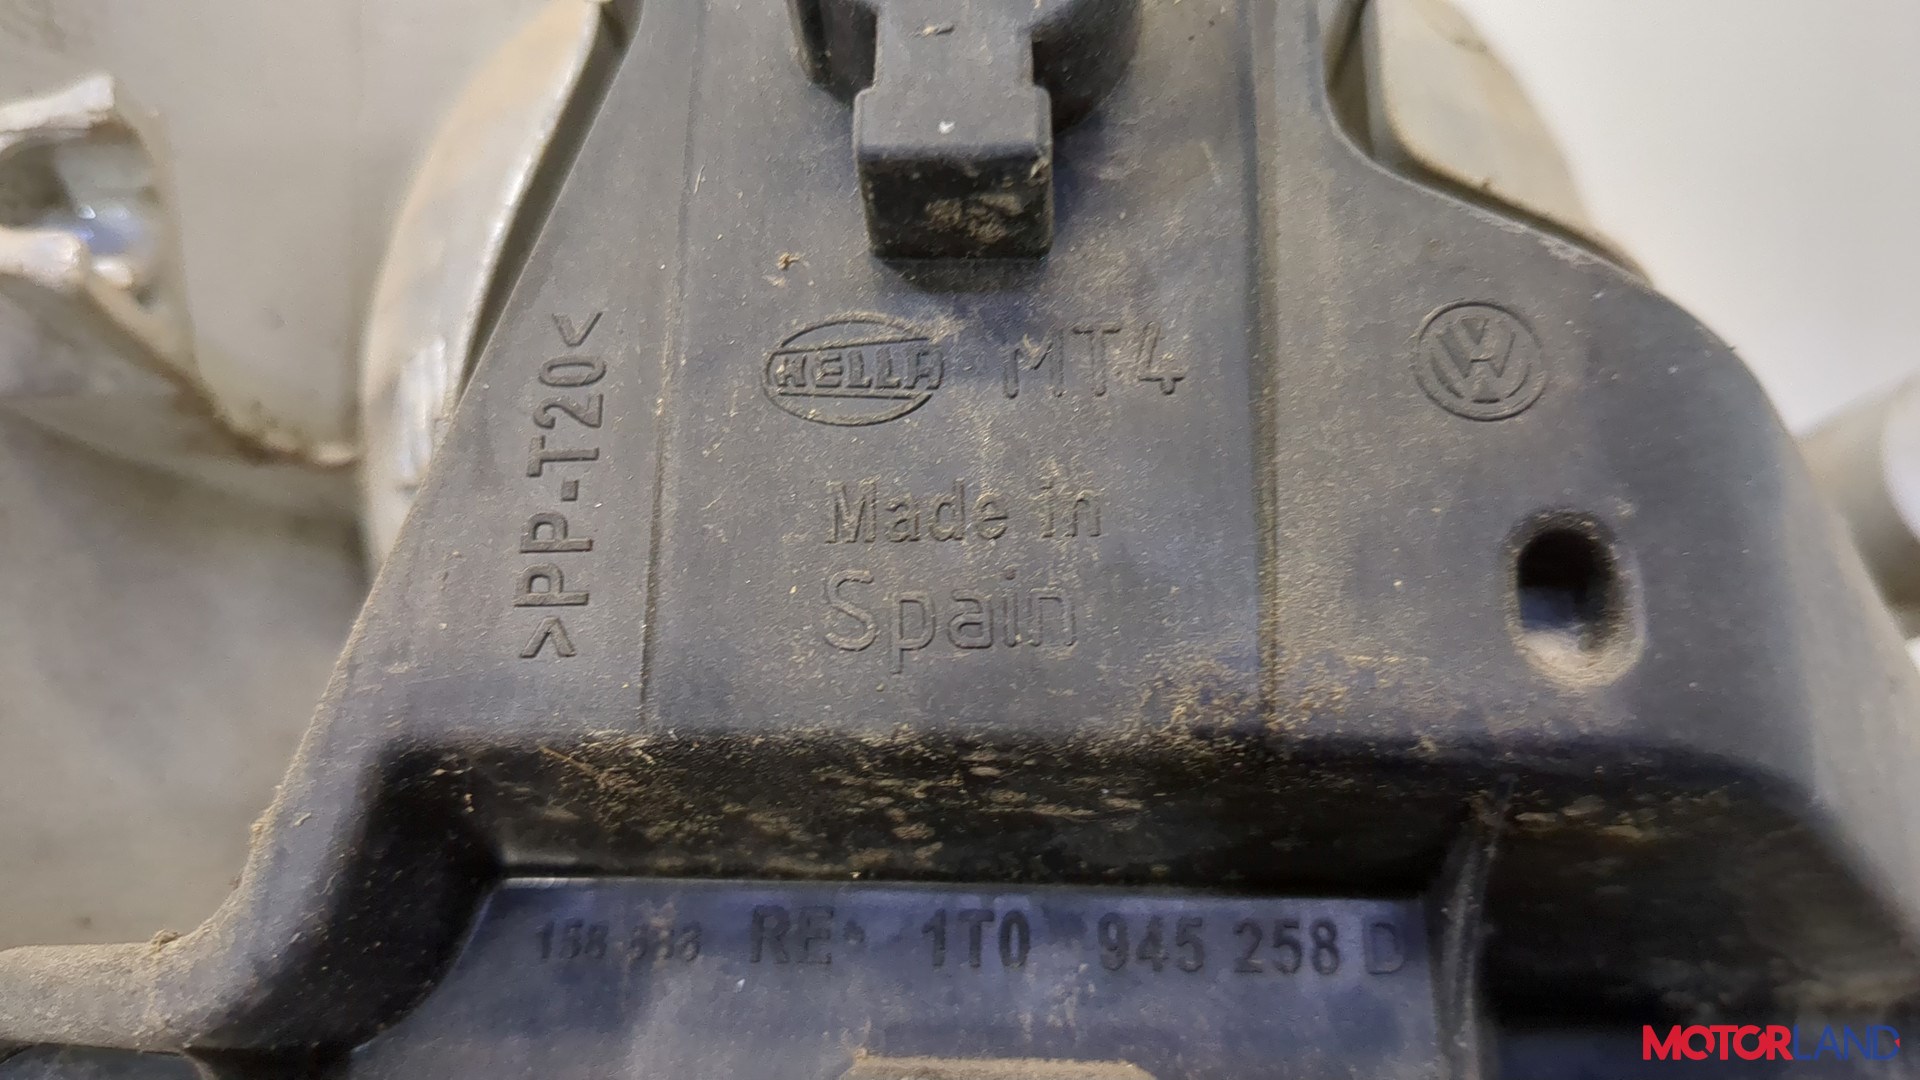 >PP-T20<
HELLA MT4
Made in
Spain
RE 1T0 945 258 D
MOTORLAND